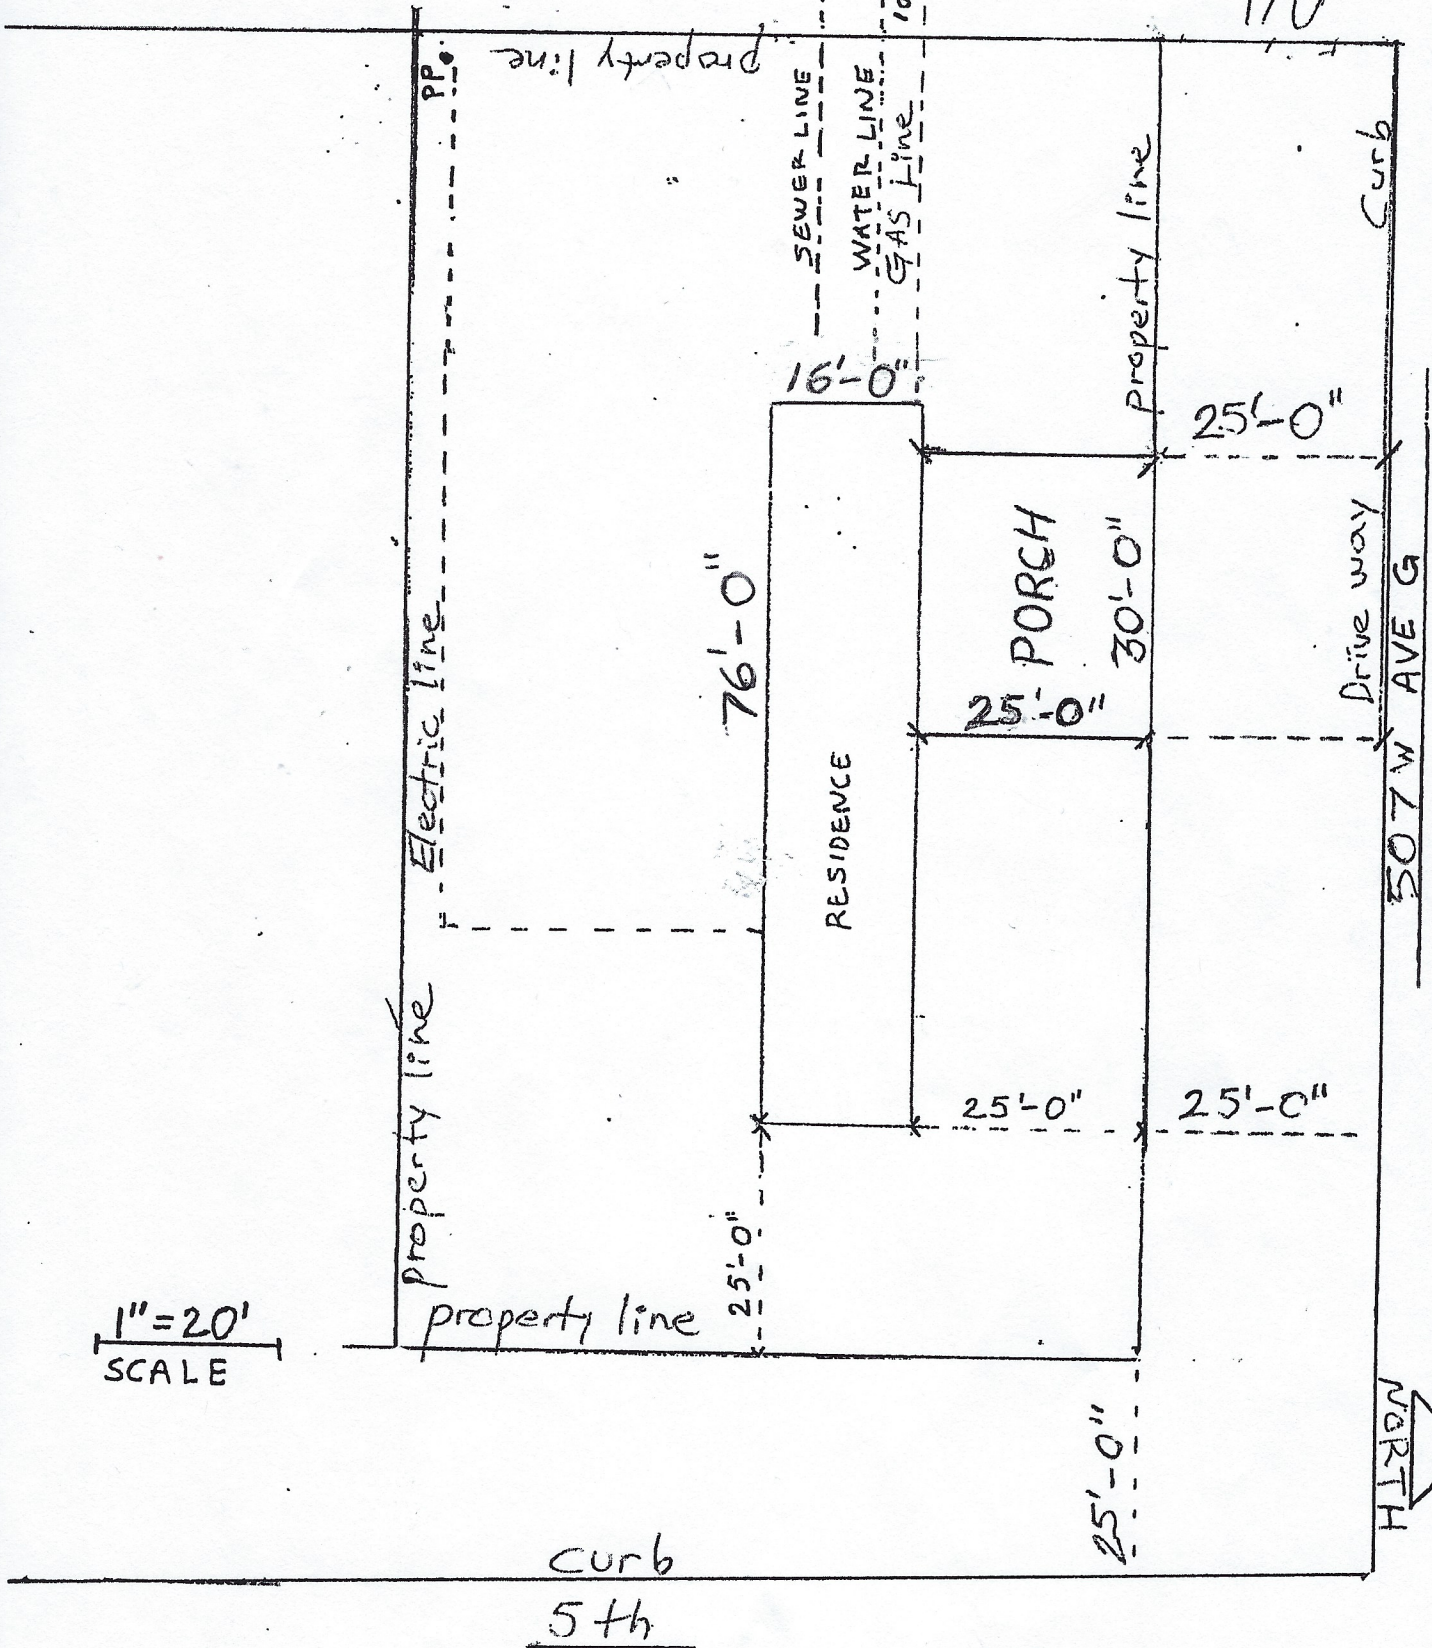 property line
PP
SEWER LINE
WATER LINE
GAS Line
property line
Curb
16'-0"
25'-0"
76'-0"
PORCH
30'-0"
Drive way
507 W AVE G
Electric line
25'-0"
RESIDENCE
property line
25'-0"
25'-0"
25'-0"
1"=20'
SCALE
property line
25'-0"
NORTH
curb
5th